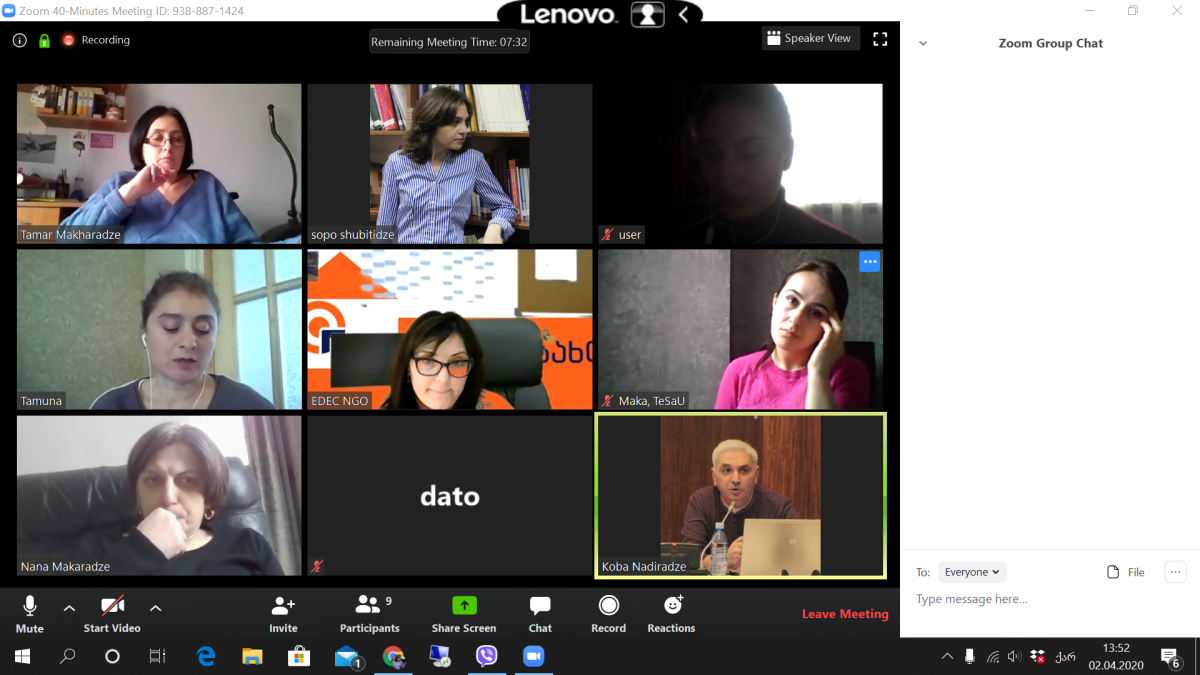 Zoom 40-Minutes Meeting ID: 938-887-1424
Lenovo
Recording
Remaining Meeting Time: 07:32
Speaker View
Zoom Group Chat
Tamar Makharadze
sopo shubitidze
user
Tamuna
EDEC NGO
Maka, TeSaU
Nana Makaradze
dato
Koba Nadiradze
To: Everyone
File
Type message here...
Mute
Start Video
Invite
9
Participants
Share Screen
Chat
Record
Reactions
Leave Meeting
1
ქარ
13:52
02.04.2020
6